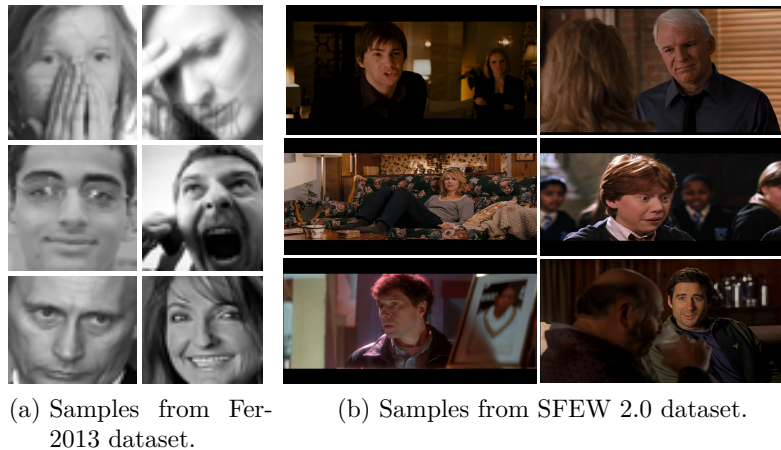 (a) Samples from Fer-
2013 dataset.
(b) Samples from SFEW 2.0 dataset.